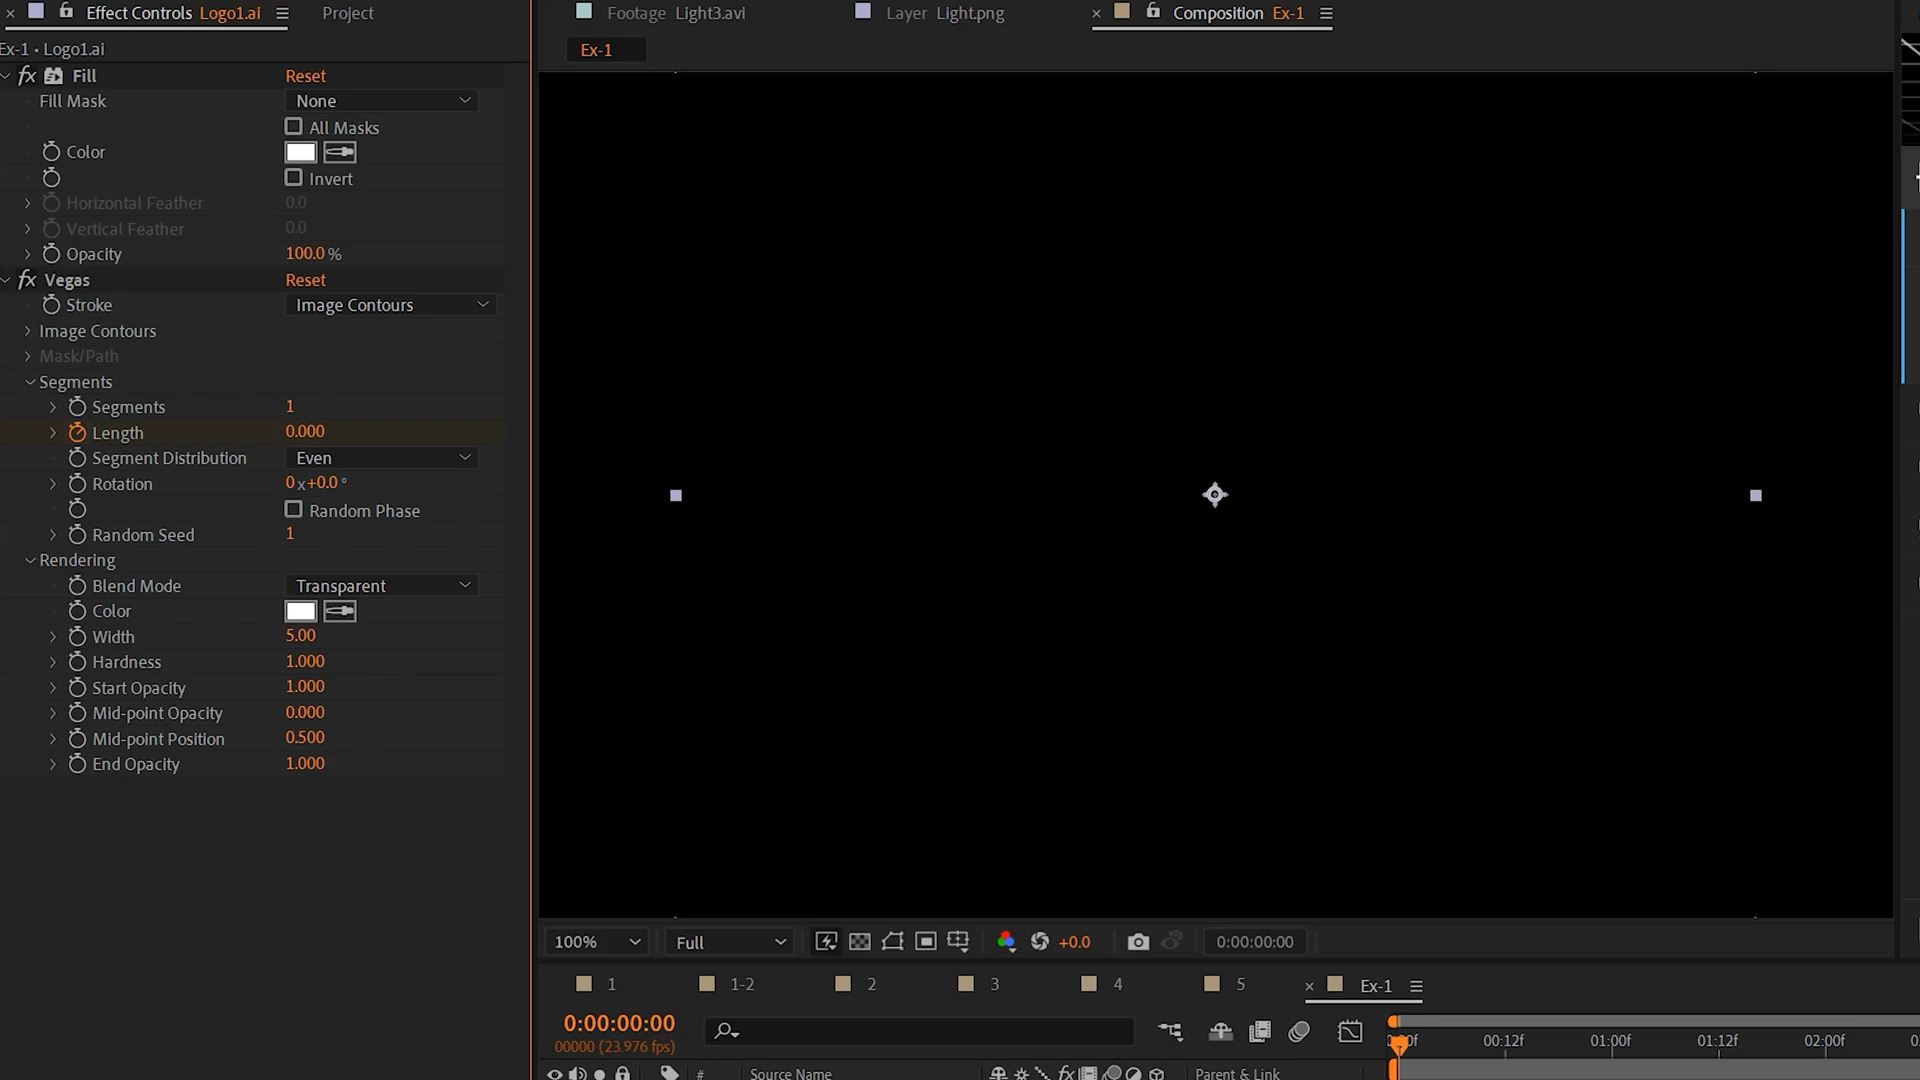 Effect Controls Logo1.ai
Project
Footage Light3.avi
Layer Light.png
Composition Ex-1
Ex-1 • Logo1.ai
Ex-1
Fill Reset
Fill Mask None
All Masks
Color
Invert
Horizontal Feather 0.0
Vertical Feather 0.0
Opacity 100.0 %
Vegas Reset
Stroke Image Contours
Image Contours
Mask/Path
Segments
Segments 1
Length 0.000
Segment Distribution Even
Rotation 0x+0.0°
Random Phase
Random Seed 1
Rendering
Blend Mode Transparent
Color
Width 5.00
Hardness 1.000
Start Opacity 1.000
Mid-point Opacity 0.000
Mid-point Position 0.500
End Opacity 1.000
100% Full +0.0 0:00:00:00
1 1-2 2 3 4 5 Ex-1
0:00:00:00
00000 (23.976 fps)
00:12f 01:00f 01:12f 02:00f
# Source Name fx Parent & Link